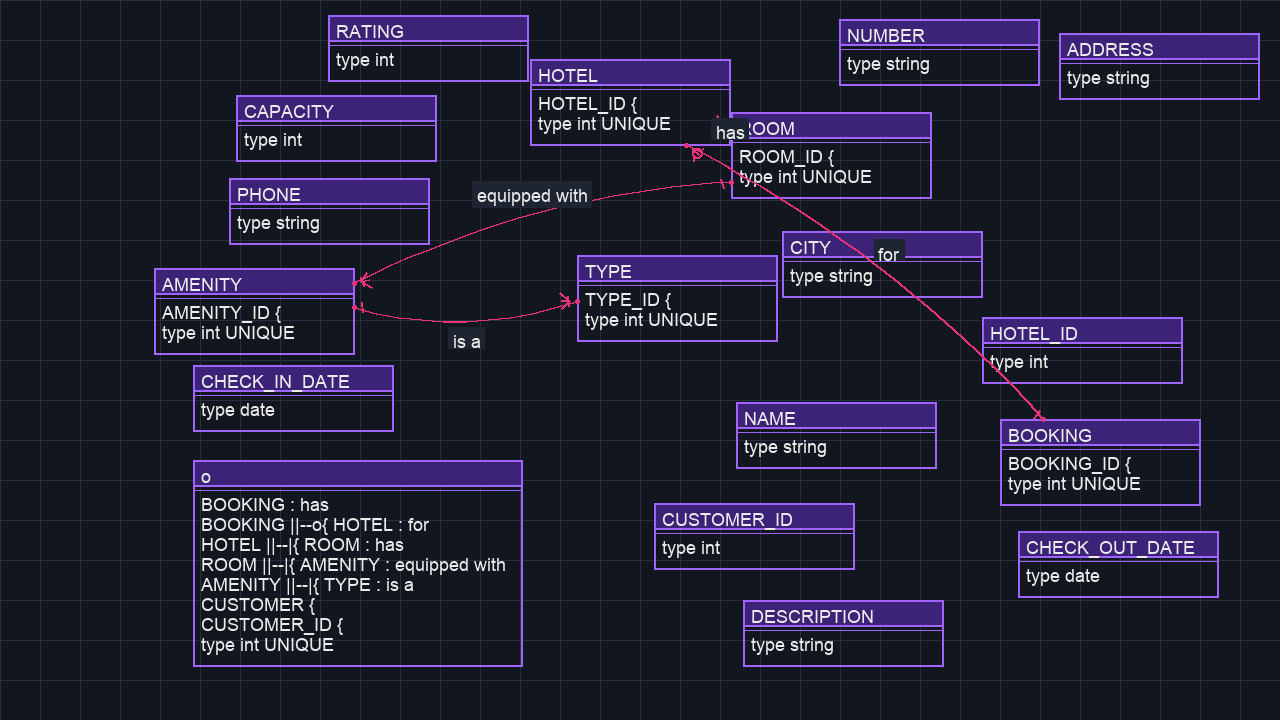 RATING
type int
HOTEL
HOTEL_ID {
type int UNIQUE
NUMBER
type string
ADDRESS
type string
CAPACITY
type int
has
ROOM
ROOM_ID {
type int UNIQUE
PHONE
type string
equipped with
CITY
type string
for
AMENITY
AMENITY_ID {
type int UNIQUE
TYPE
TYPE_ID {
type int UNIQUE
is a
HOTEL_ID
type int
CHECK_IN_DATE
type date
NAME
type string
BOOKING
BOOKING_ID {
type int UNIQUE
o
BOOKING : has
BOOKING ||--o{ HOTEL : for
HOTEL ||--|{ ROOM : has
ROOM ||--|{ AMENITY : equipped with
AMENITY ||--|{ TYPE : is a
CUSTOMER {
CUSTOMER_ID {
type int UNIQUE
CUSTOMER_ID
type int
CHECK_OUT_DATE
type date
DESCRIPTION
type string